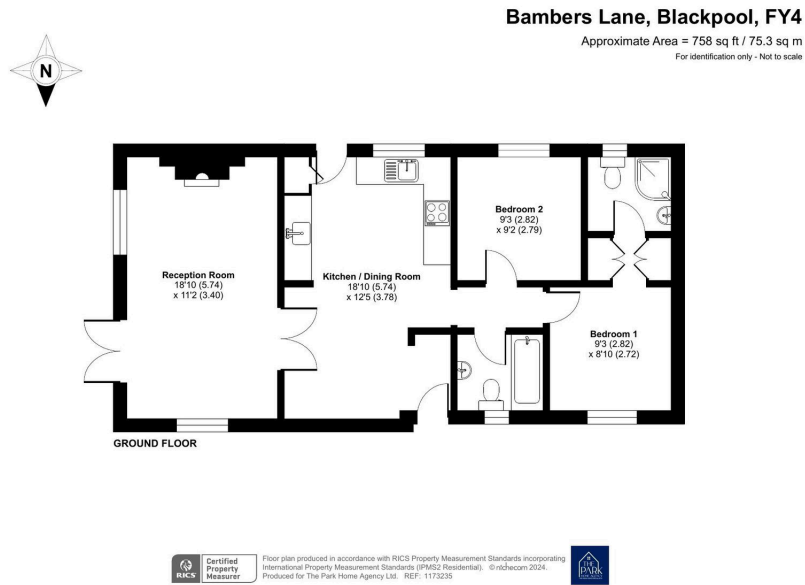 Bambers Lane, Blackpool, FY4
Approximate Area = 758 sq ft / 75.3 sq m
For identification only - Not to scale
N
Bedroom 2
9'3 (2.82)
x 9'2 (2.79)
Reception Room
18'10 (5.74)
x 11'2 (3.40)
Kitchen / Dining Room
18'10 (5.74)
x 12'5 (3.78)
Bedroom 1
9'3 (2.82)
x 8'10 (2.72)
GROUND FLOOR
RICS
Certified
Property
Measurer
Floor plan produced in accordance with RICS Property Measurement Standards incorporating
International Property Measurement Standards (IPMS2 Residential). © nichecom 2024.
Produced for The Park Home Agency Ltd. REF: 1173235
THE
PARK
HOME AGENCY